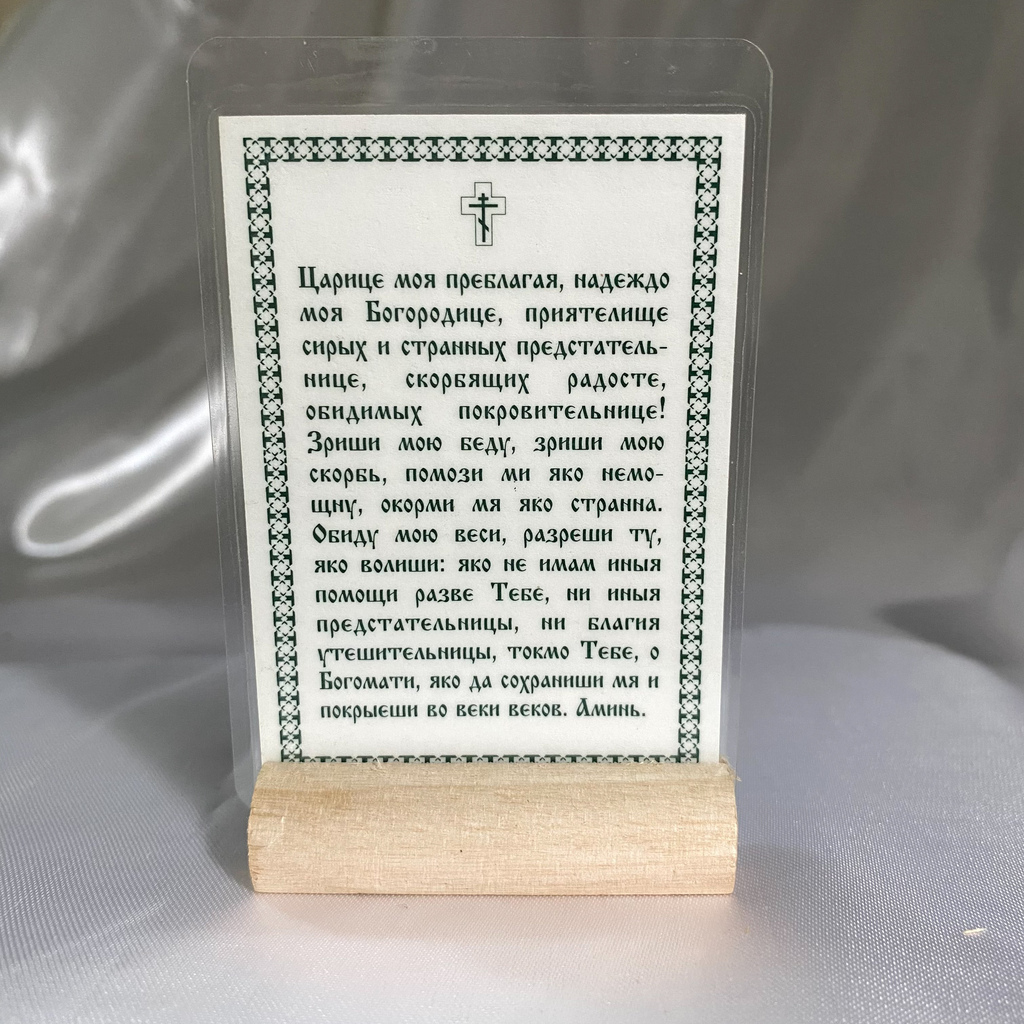 Царице моя преблагая, надеждо
моя Богородице, приятелище
сирых и странных предстатель-
нице, скорбящих радосте,
обидимых покровительнице!
Зриши мою беду, зриши мою
скорбь, помози ми яко немо-
щну, окорми мя яко странна.
Обиду мою веси, разреши ту,
яко волиши: яко не имам иныя
помощи разве Тебе, ни иныя
предстательницы, ни благия
утешительницы, токмо Тебе, о
Богомати, яко да сохраниши мя и
покрыеши во веки веков. Аминь.